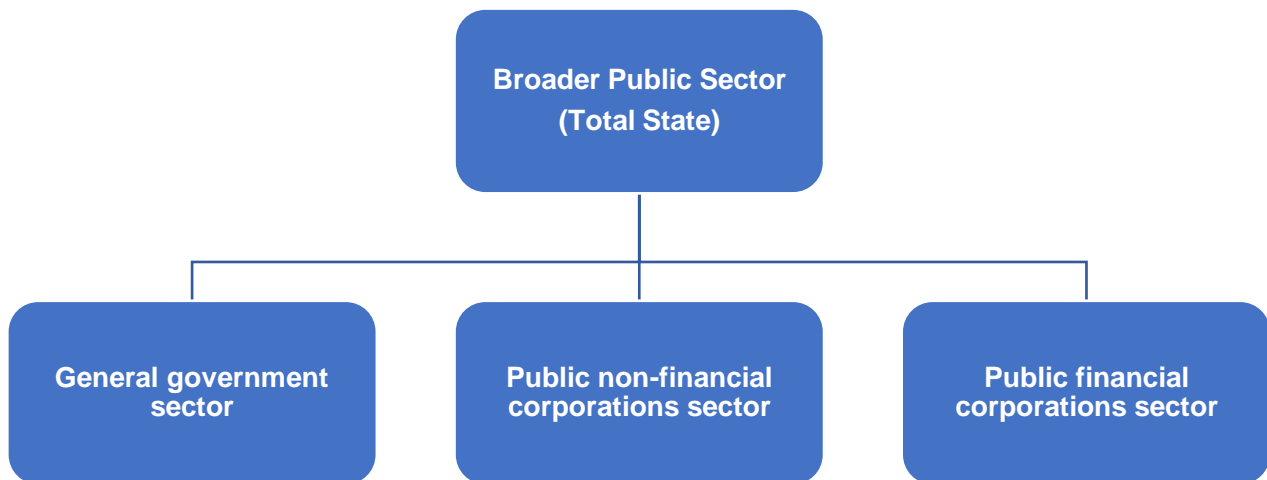 Broader Public Sector
(Total State)
General government
sector
Public non-financial
corporations sector
Public financial
corporations sector